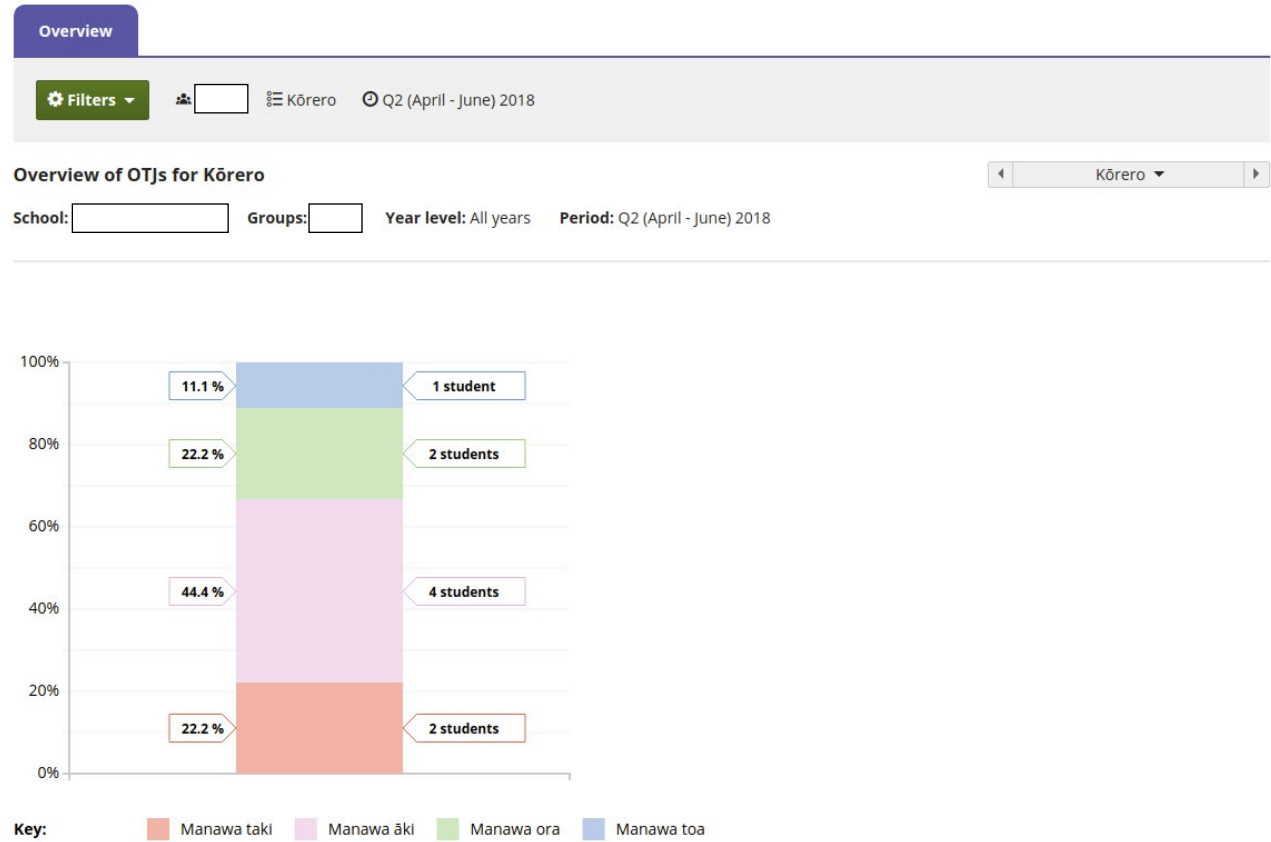 Overview
Filters Kōrero Q2 (April - June) 2018
Overview of OTJs for Kōrero
Kōrero
School: Groups: Year level: All years Period: Q2 (April - June) 2018
100%
11.1 % 1 student
80%
22.2 % 2 students
60%
44.4 % 4 students
40%
20%
22.2 % 2 students
0%
Key: Manawa taki Manawa āki Manawa ora Manawa toa